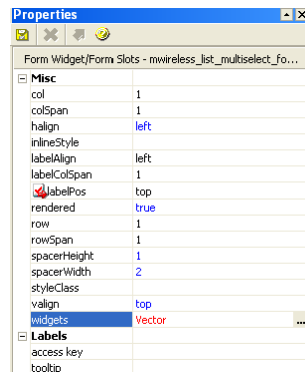 Properties
Form Widget/Form Slots - mwireless_list_multiselect_fo...
Misc
col 1
colSpan 1
halign left
inlineStyle
labelAlign left
labelColSpan 1
labelPos top
rendered true
row 1
rowSpan 1
spacerHeight 1
spacerWidth 2
styleClass
valign top
widgets Vector ...
Labels
access key
tooltip